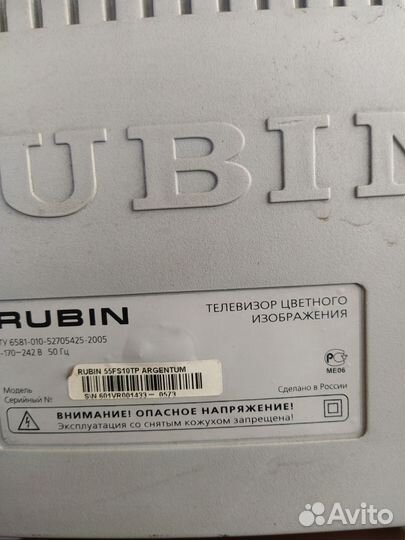 UBIN
RUBIN
ТЕЛЕВИЗОР ЦВЕТНОГО
ИЗОБРАЖЕНИЯ
ТУ 6581-010-52705425-2005
~170-242 В 50 Гц
RUBIN 55FS10TP ARGENTUM
Модель
Серийный №
S\N 601VR001433- 0573
РСТ
МЕ06
Сделано в России
ВНИМАНИЕ! ОПАСНОЕ НАПРЯЖЕНИЕ!
Эксплуатация со снятым кожухом запрещена!
Avito